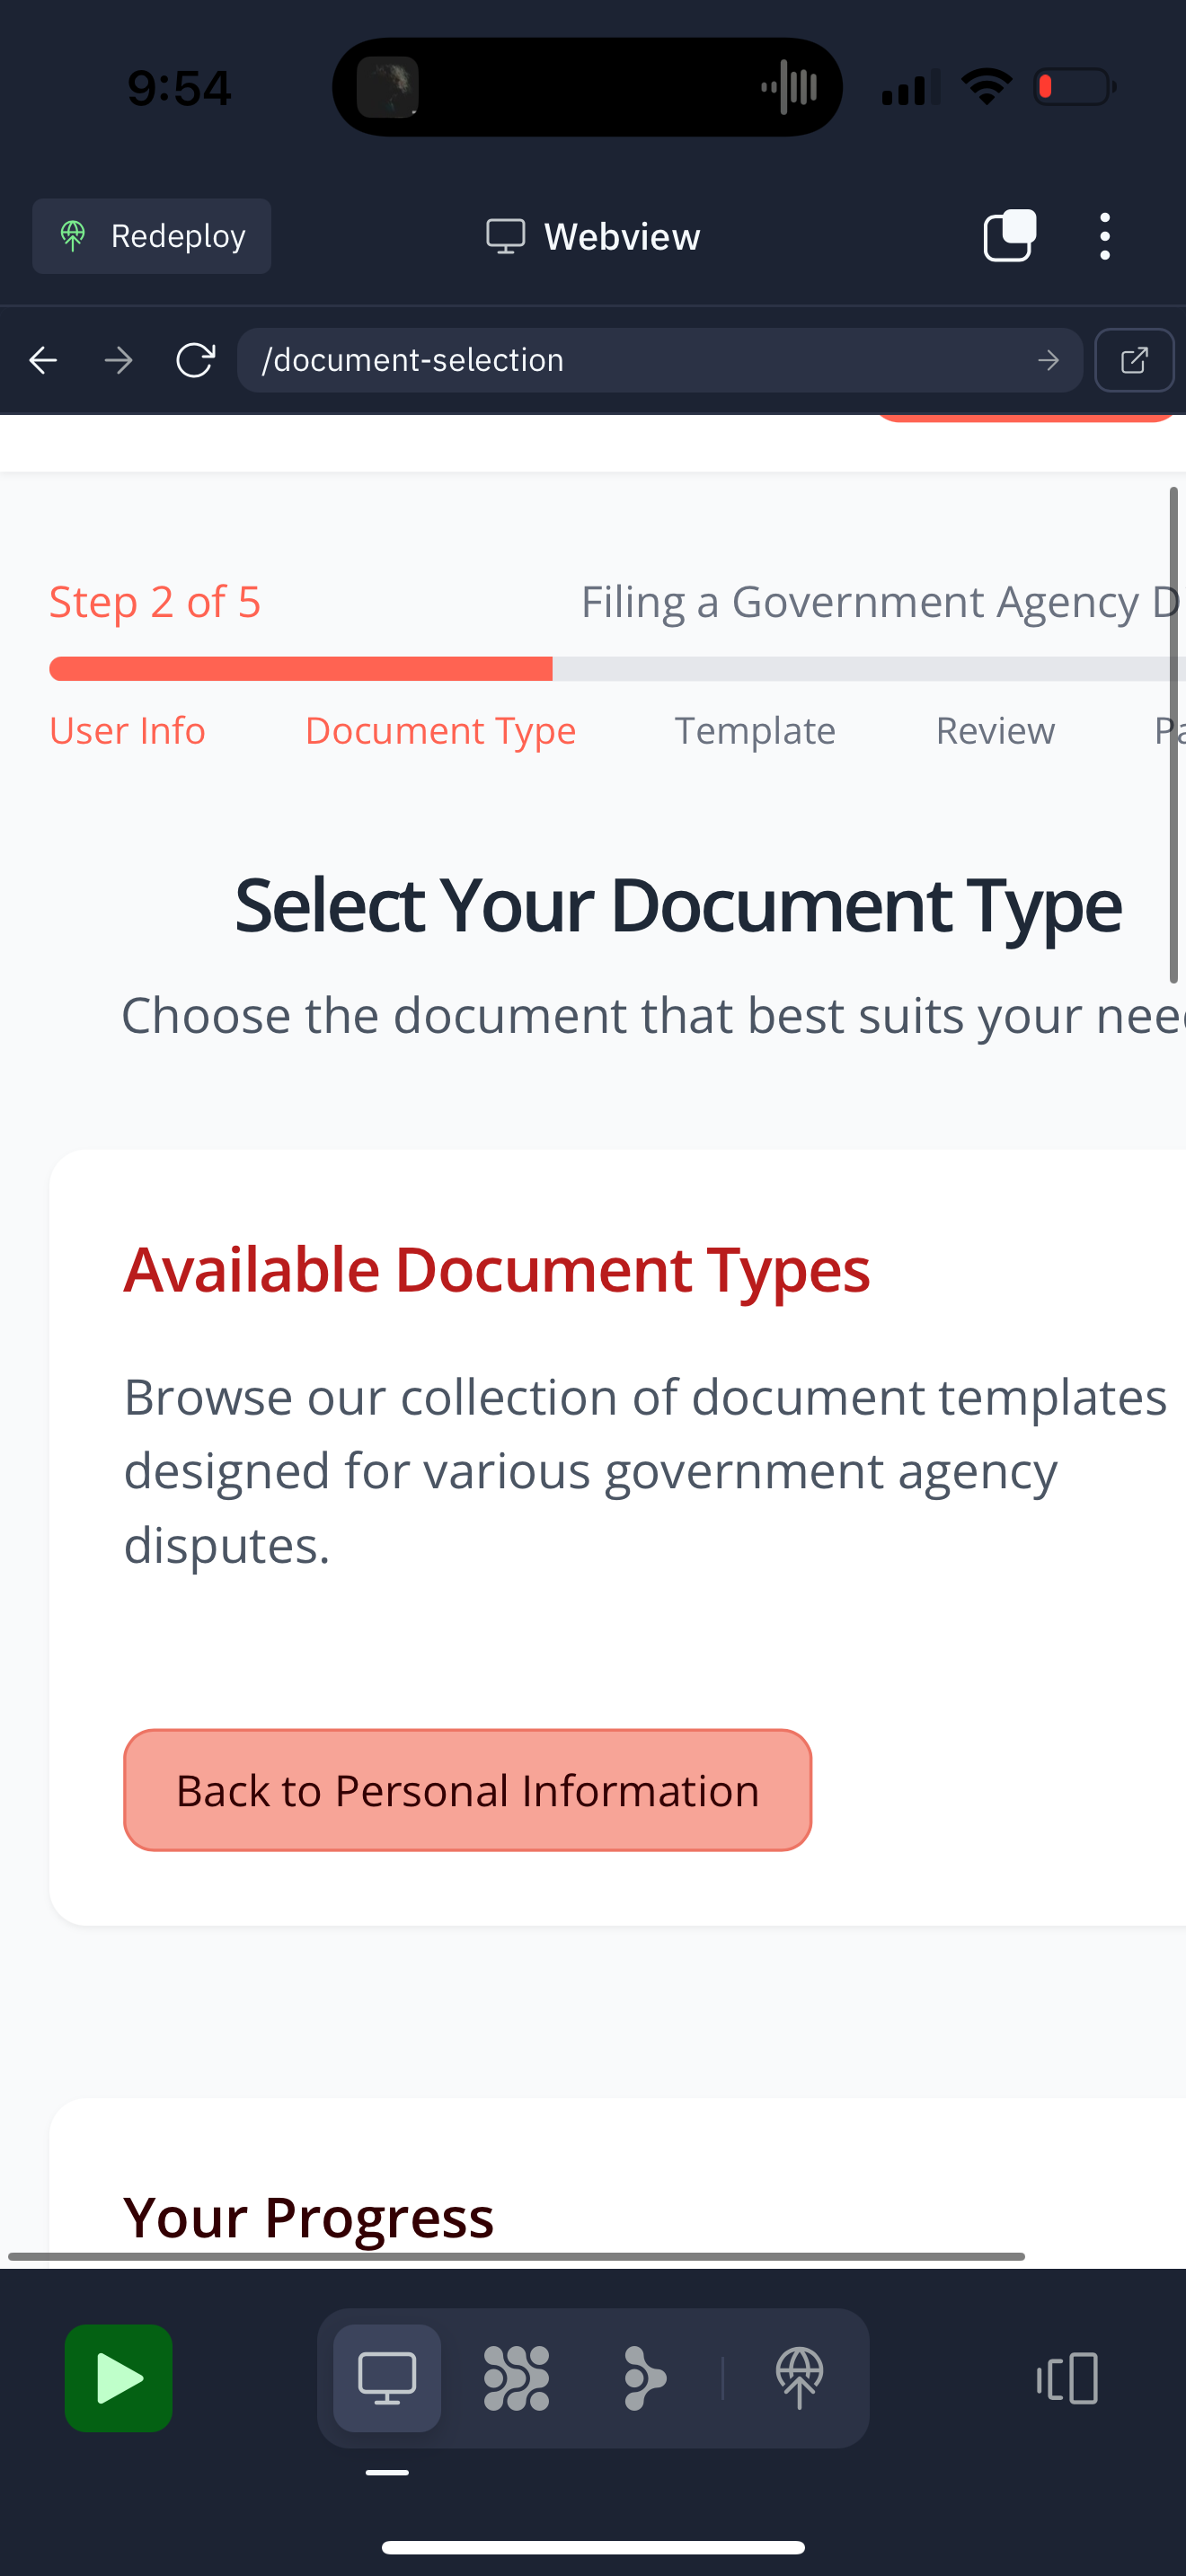 9:54
Redeploy
Webview
/document-selection
Step 2 of 5
Filing a Government Agency D
User Info Document Type Template Review Pa
Select Your Document Type
Choose the document that best suits your nee
Available Document Types
Browse our collection of document templates
designed for various government agency
disputes.
Back to Personal Information
Your Progress